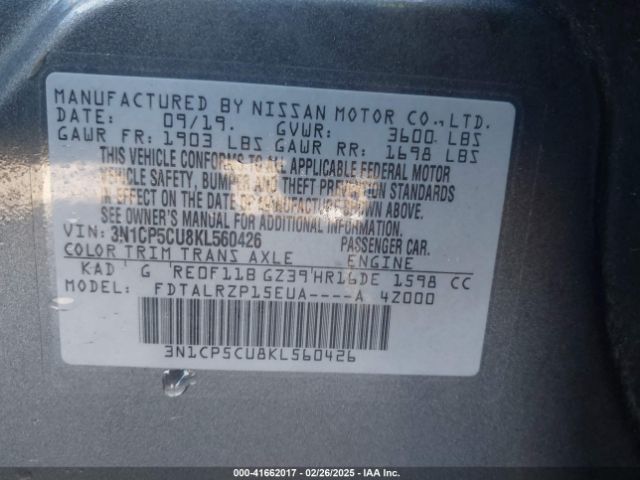 MANUFACTURED BY NISSAN MOTOR CO., LTD.
DATE: 09/19. GVWR: 3600 LBS
GAWR FR: 1903 LBS GAWR RR: 1698 LBS
THIS VEHICLE CONFORMS TO ALL APPLICABLE FEDERAL MOTOR
VEHICLE SAFETY, BUMPER AND THEFT PREVENTION STANDARDS
IN EFFECT ON THE DATE OF MANUFACTURE SHOWN ABOVE.
SEE OWNER'S MANUAL FOR ADDITIONAL INFORMATION.
VIN: 3N1CP5CU8KL560426 PASSENGER CAR.
COLOR TRIM TRANS AXLE ENGINE
KAD G RE0F11B GZ39 HR16DE 1598 CC
MODEL: FDTALRZP15EUA----A 4Z000
3N1CP5CU8KL560426
000-41662017 - 02/26/2025 - IAA Inc.